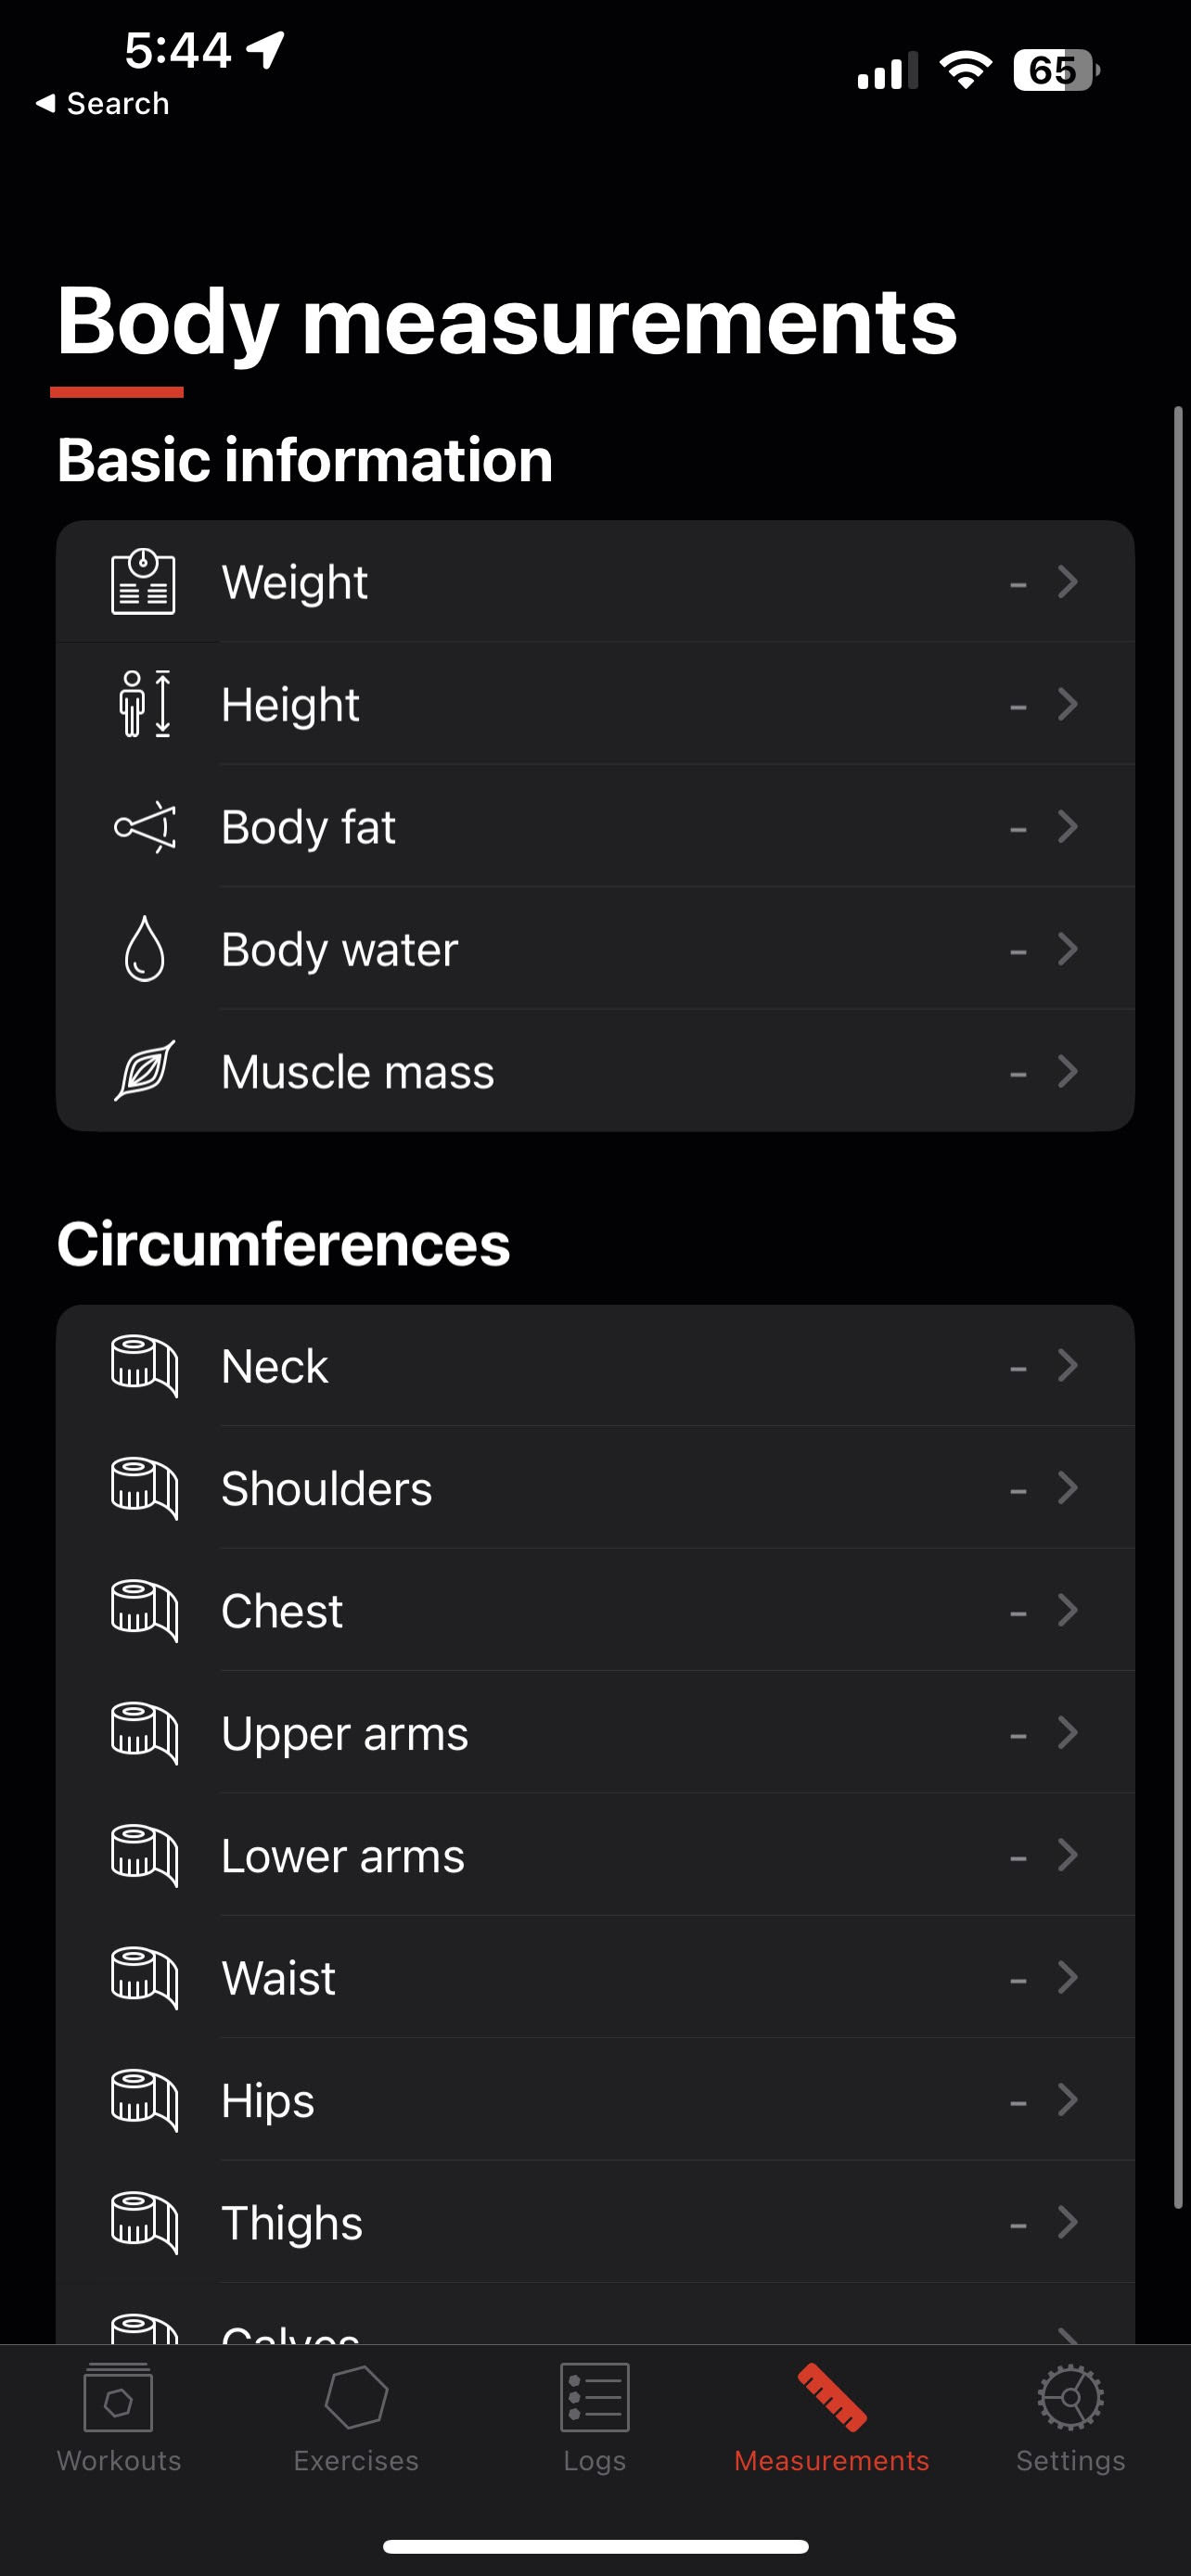 5:44
65
◀ Search
Body measurements
Basic information
Weight -
Height -
Body fat -
Body water -
Muscle mass -
Circumferences
Neck -
Shoulders -
Chest -
Upper arms -
Lower arms -
Waist -
Hips -
Thighs -
Calves
Workouts Exercises Logs Measurements Settings